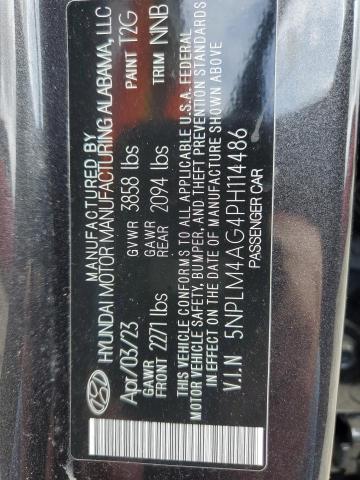 MANUFACTURED BY
HYUNDAI MOTOR MANUFACTURING ALABAMA, LLC
Apr/03/23 GVWR 3858 lbs PAINT T2G
GAWR FRONT 2271 lbs GAWR REAR 2094 lbs TRIM NNB
THIS VEHICLE CONFORMS TO ALL APPLICABLE U.S.A. FEDERAL
MOTOR VEHICLE SAFETY, BUMPER, AND THEFT PREVENTION STANDARDS
IN EFFECT ON THE DATE OF MANUFACTURE SHOWN ABOVE
V.I.N 5NPLM4AG4PH114486
PASSENGER CAR